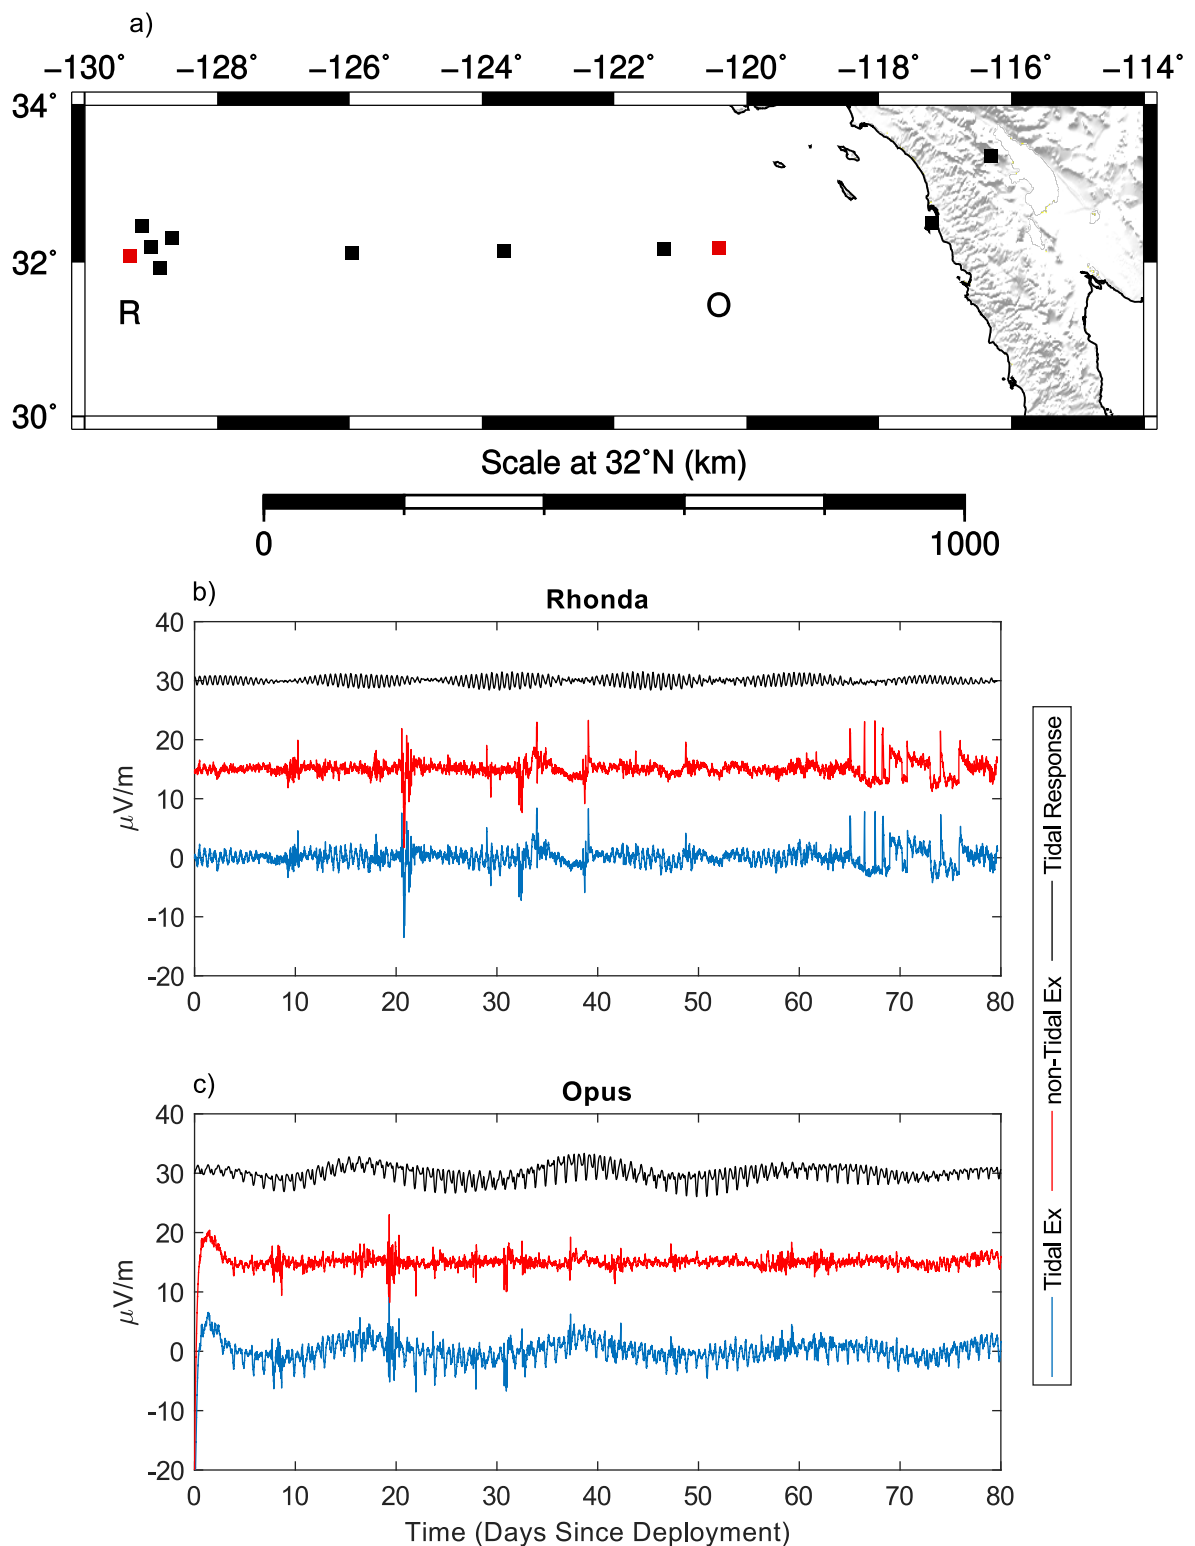 a)
−130˚ −128˚ −126˚ −124˚ −122˚ −120˚ −118˚ −116˚ −114˚
34˚
32˚
30˚
R
O
Scale at 32˚N (km)
0 1000
b)
Rhonda
40
30
20
10
0
-10
-20
μV/m
0 10 20 30 40 50 60 70 80
c)
Opus
40
30
20
10
0
-10
-20
μV/m
0 10 20 30 40 50 60 70 80
Time (Days Since Deployment)
Tidal Ex non-Tidal Ex Tidal Response